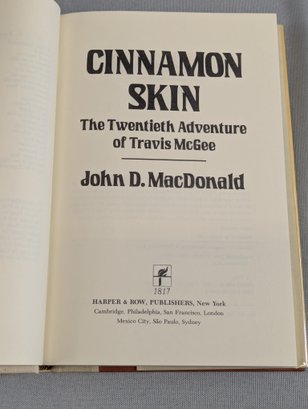 CINNAMON
SKIN
The Twentieth Adventure
of Travis McGee
John D. MacDonald
1817
HARPER & ROW, PUBLISHERS, New York
Cambridge, Philadelphia, San Francisco, London
Mexico City, São Paulo, Sydney